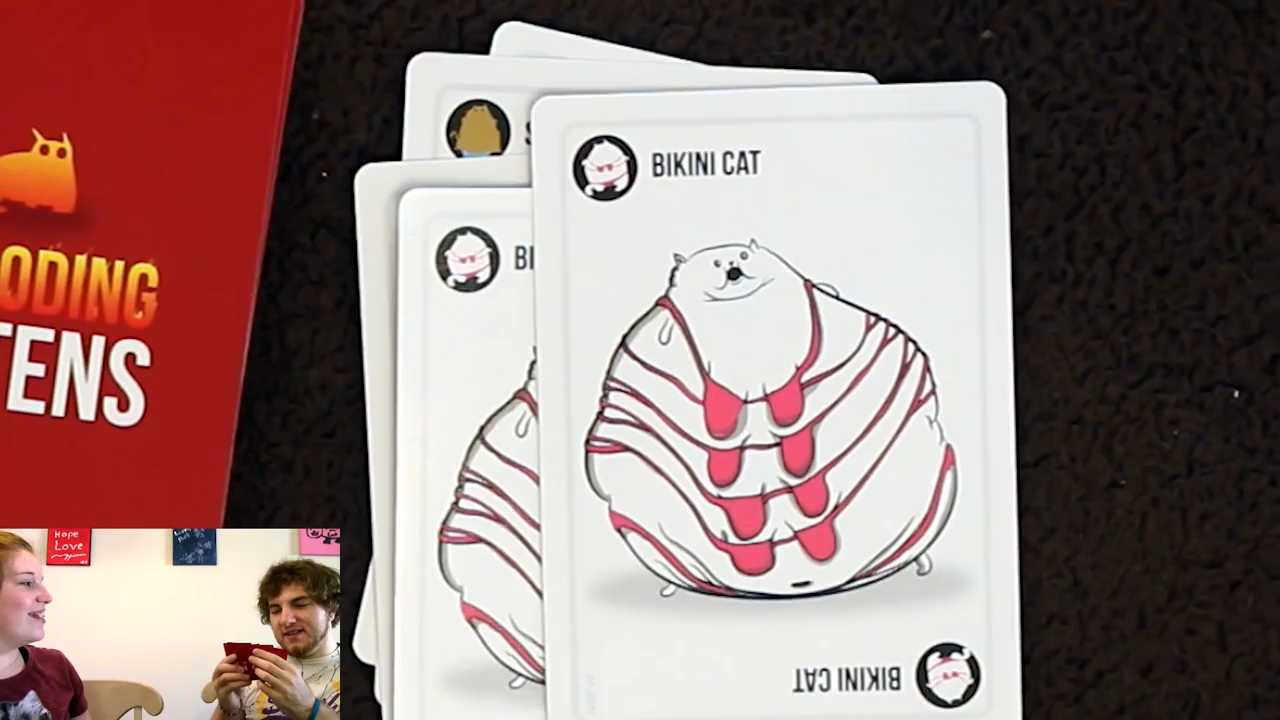 ODING
TENS
S
BIKINI CAT
BI
BIKINI CAT
Hope
Love